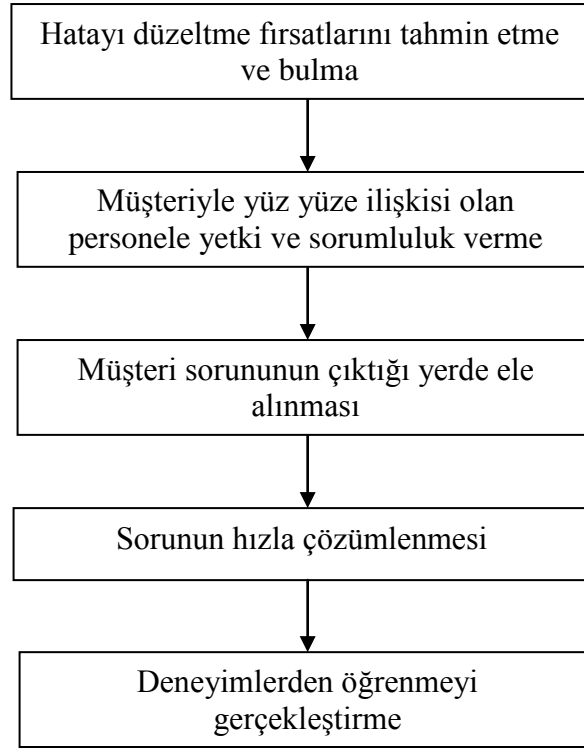 Hatayı düzeltme fırsatlarını tahmin etme
ve bulma
Müşteriyle yüz yüze ilişkisi olan
personele yetki ve sorumluluk verme
Müşteri sorununun çıktığı yerde ele
alınması
Sorunun hızla çözümlenmesi
Deneyimlerden öğrenmeyi
gerçekleştirme